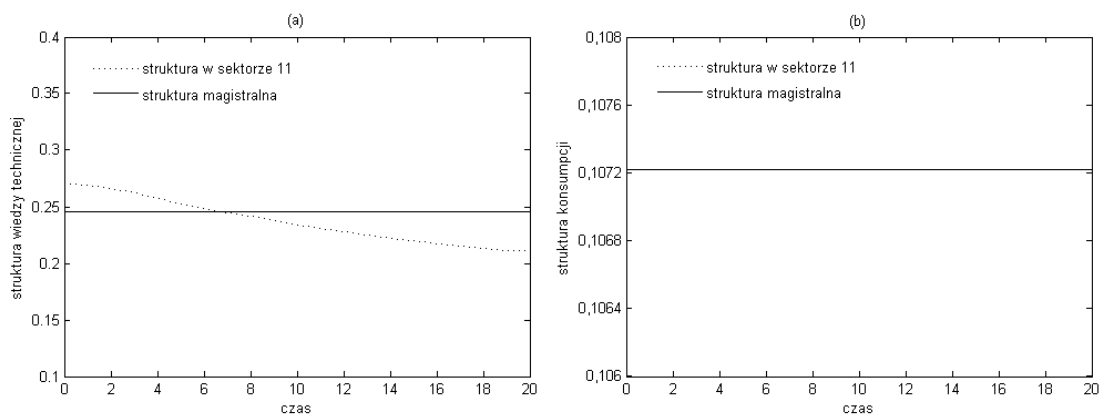 (a)
0.4
0.35
0.3
0.25
0.2
0.15
0.1
struktura wiedzy technicznej
struktura w sektorze 11
struktura magistralna
0 2 4 6 8 10 12 14 16 18 20
czas
(b)
0,108
0,1076
0,1072
0,1068
0,1064
0,106
struktura konsumpcji
struktura w sektorze 11
struktura magistralna
0 2 4 6 8 10 12 14 16 18 20
czas